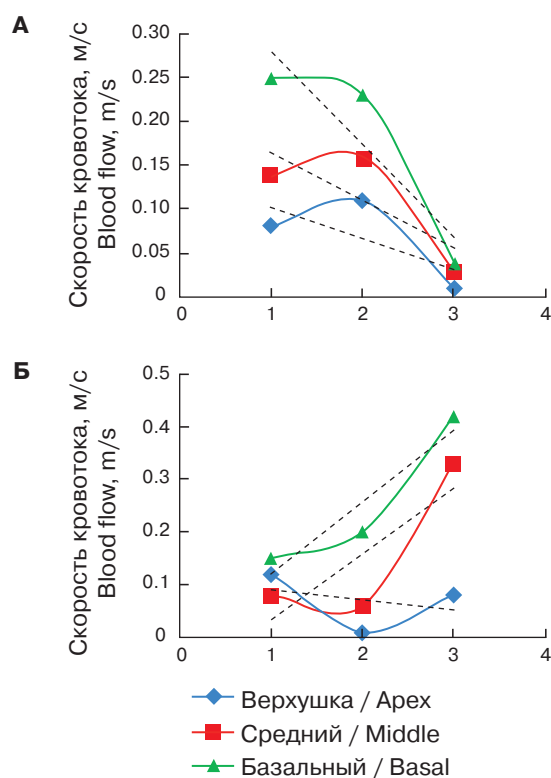 А
Скорость кровотока, м/с
Blood flow, m/s
0.30
0.25
0.20
0.15
0.10
0.05
0
0
1
2
3
4
Б
Скорость кровотока, м/с
Blood flow, m/s
0.5
0.4
0.3
0.2
0.1
0
0
1
2
3
4
Верхушка / Apex
Средний / Middle
Базальный / Basal